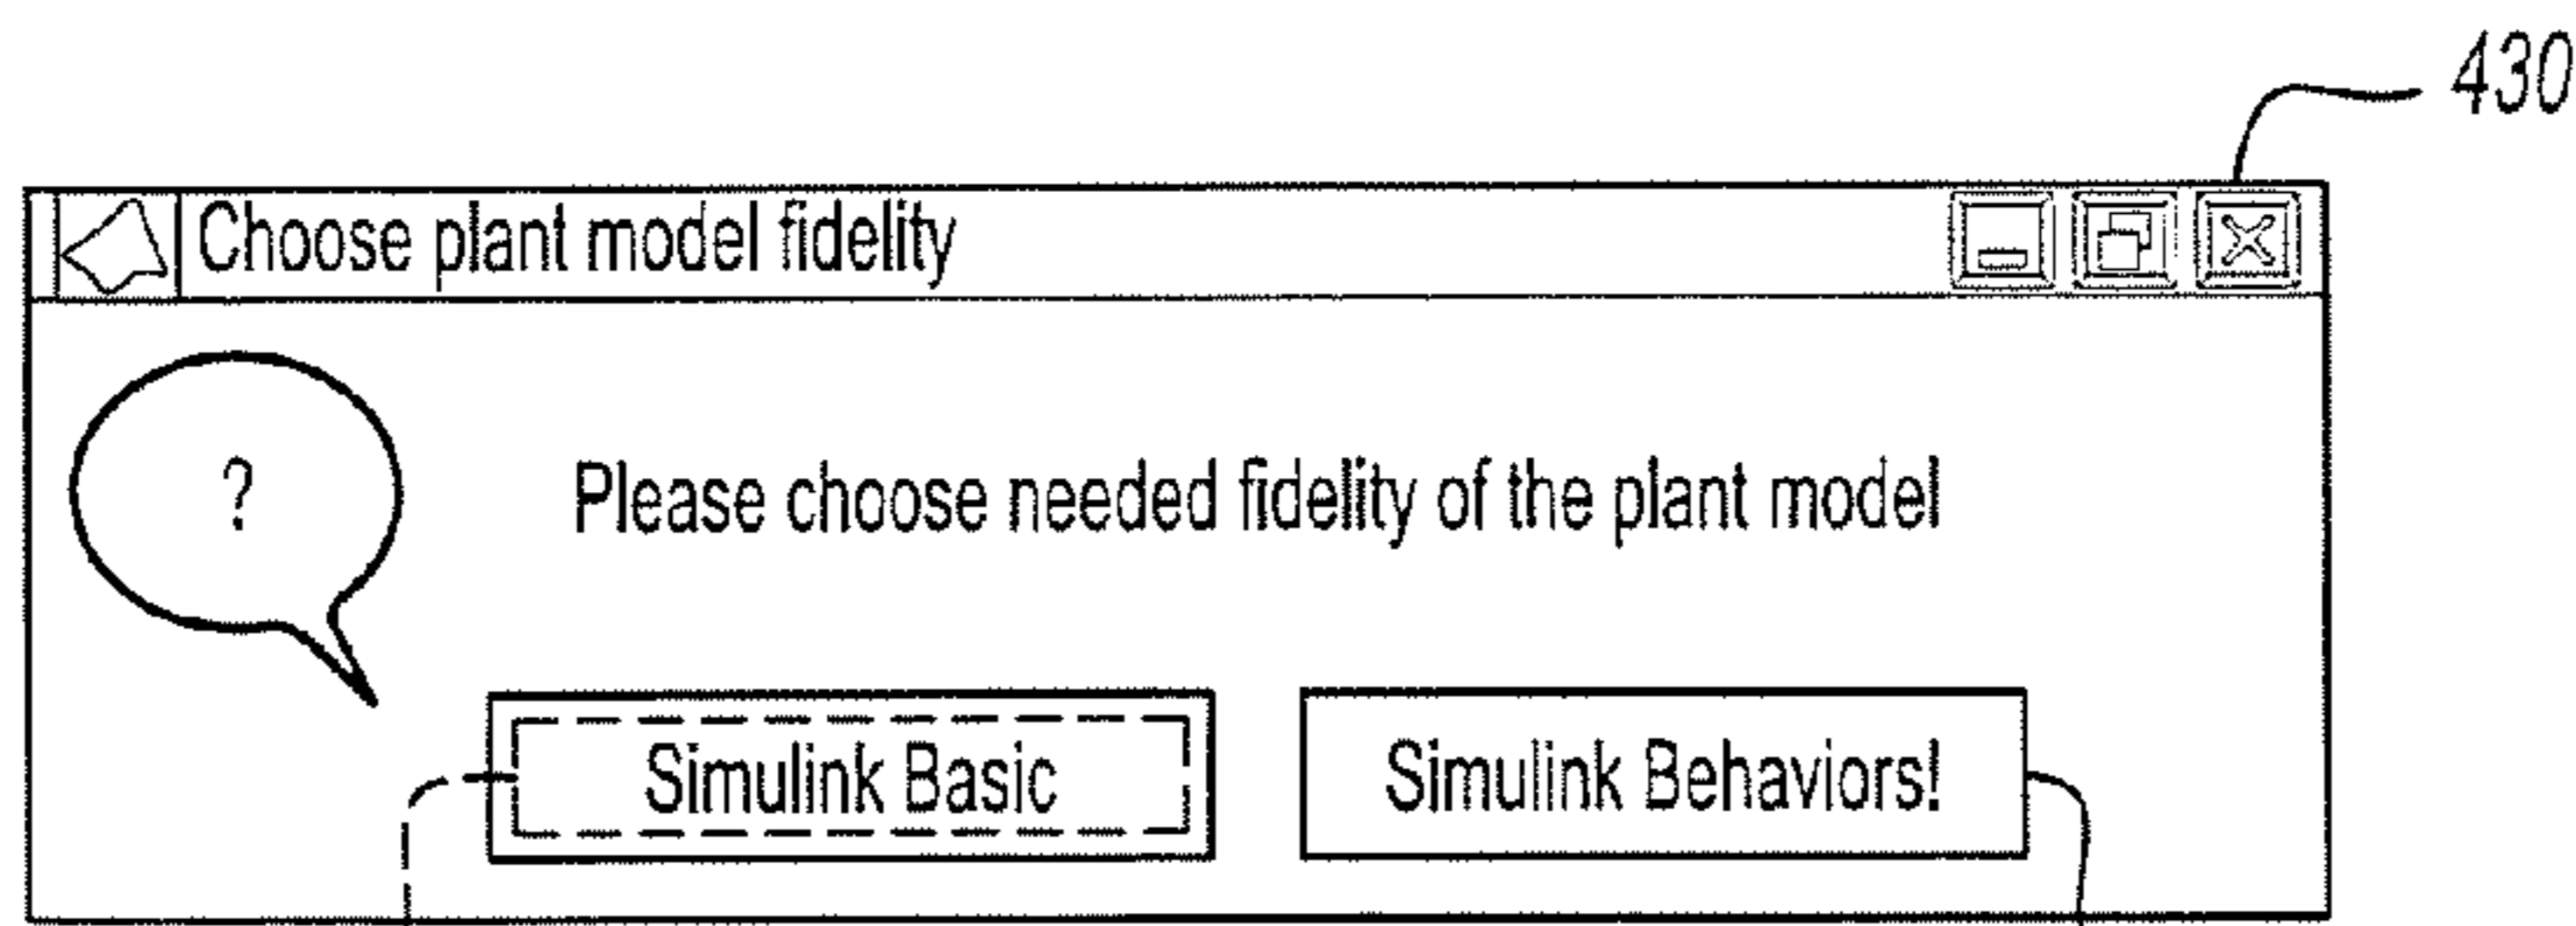 430
Choose plant model fidelity
?
Please choose needed fidelity of the plant model
Simulink Basic
Simulink Behaviors!